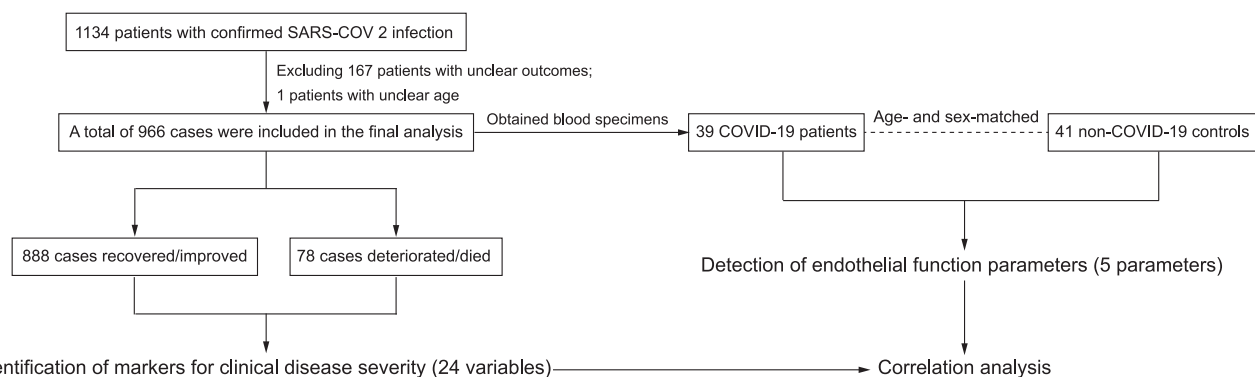 1134 patients with confirmed SARS-COV 2 infection
Excluding 167 patients with unclear outcomes;
1 patients with unclear age
A total of 966 cases were included in the final analysis
Obtained blood specimens
39 COVID-19 patients
Age- and sex-matched
41 non-COVID-19 controls
888 cases recovered/improved
78 cases deteriorated/died
Detection of endothelial function parameters (5 parameters)
entification of markers for clinical disease severity (24 variables)
Correlation analysis